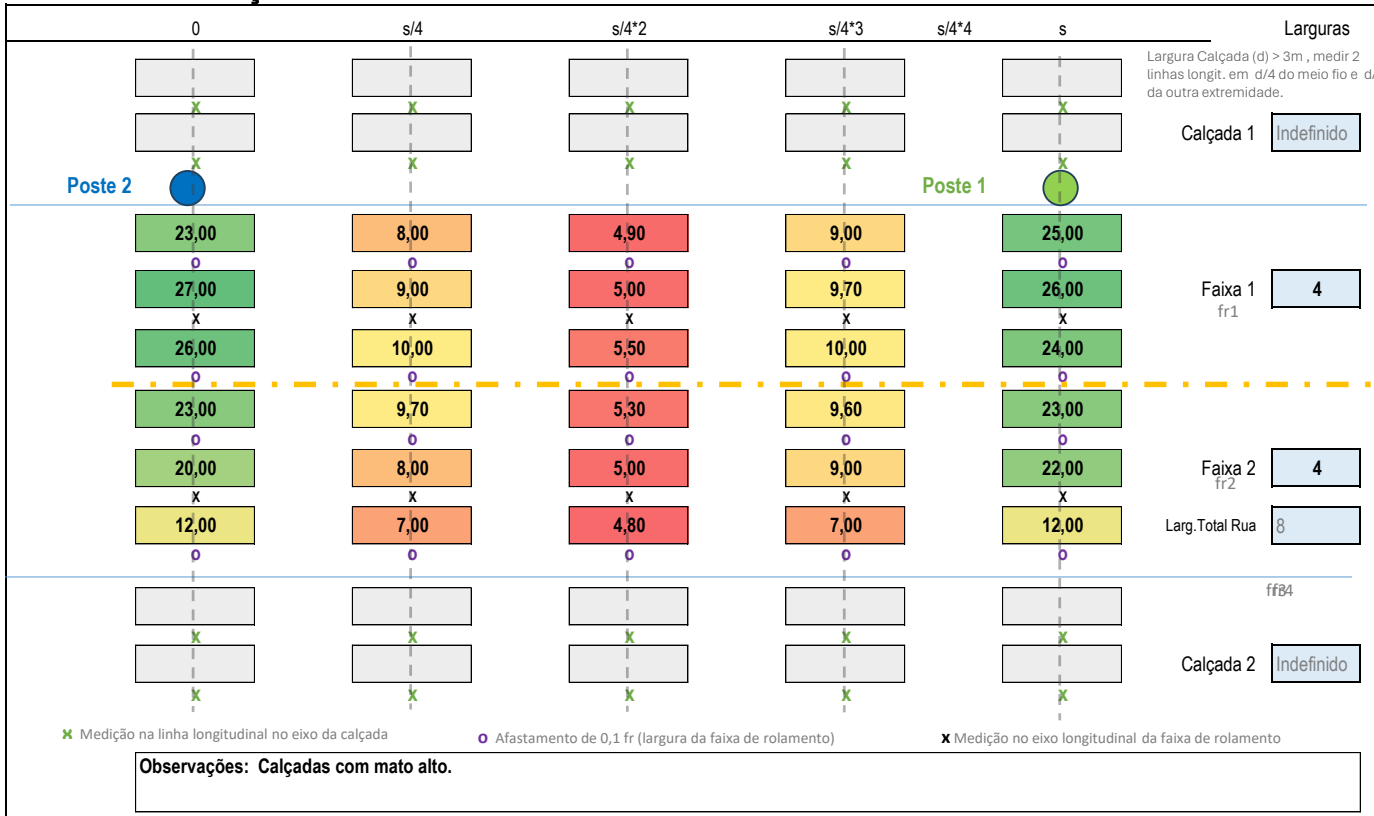 0 s/4 s/4*2 s/4*3 s/4*4 s Larguras
Largura Calçada (d) > 3m , medir 2
linhas longit. em d/4 do meio fio e d/
da outra extremidade.
x x x x x
Calçada 1 Indefinido
x x x x x
Poste 2 Poste 1
23,00 8,00 4,90 9,00 25,00
o o o o o
27,00 9,00 5,00 9,70 26,00 Faixa 1 4
fr1
x x x x x
26,00 10,00 5,50 10,00 24,00
o o o o o
23,00 9,70 5,30 9,60 23,00
o o o o o
20,00 8,00 5,00 9,00 22,00 Faixa 2 4
fr2
x x x x x
12,00 7,00 4,80 7,00 12,00 Larg.Total Rua 8
o o o o o
x x x x x
Calçada 2 Indefinido
x x x x x
x Medição na linha longitudinal no eixo da calçada o Afastamento de 0,1 fr (largura da faixa de rolamento) x Medição no eixo longitudinal da faixa de rolamento
Observações: Calçadas com mato alto.